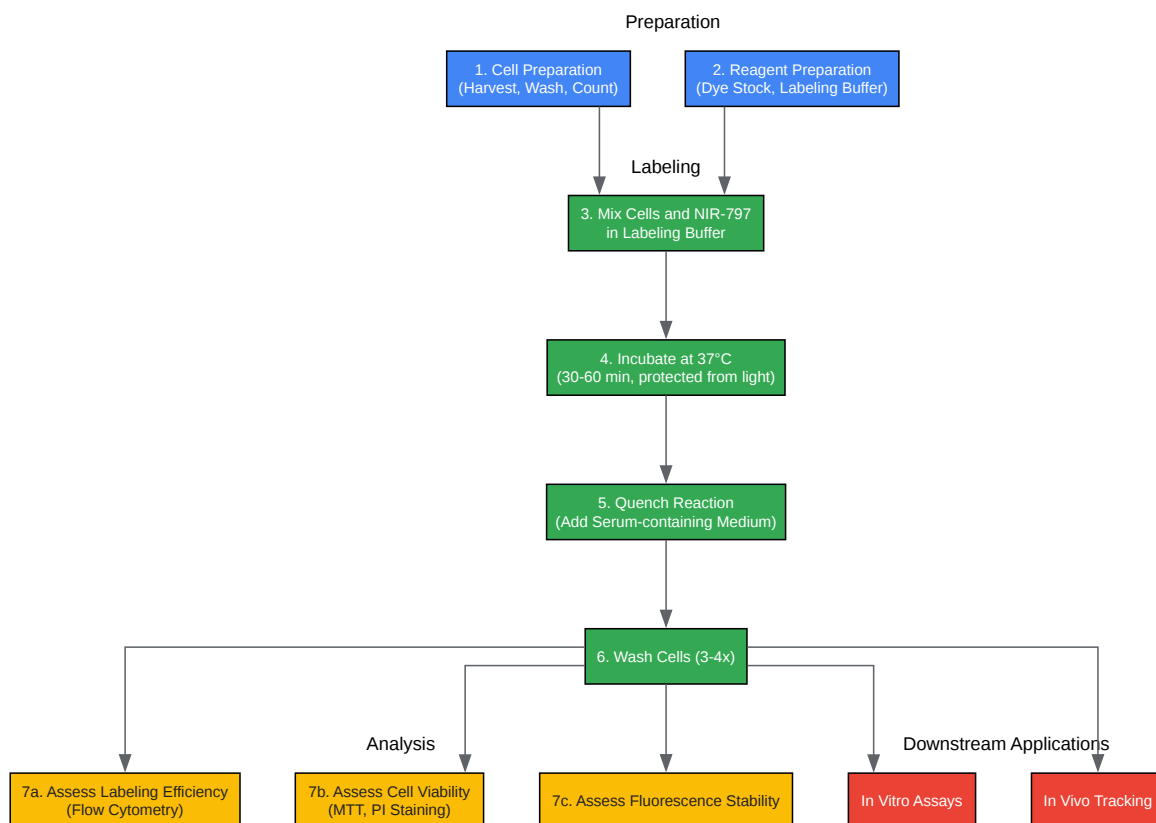 Preparation
1. Cell Preparation
(Harvest, Wash, Count)
2. Reagent Preparation
(Dye Stock, Labeling Buffer)
Labeling
3. Mix Cells and NIR-797
in Labeling Buffer
4. Incubate at 37°C
(30-60 min, protected from light)
5. Quench Reaction
(Add Serum-containing Medium)
6. Wash Cells (3-4x)
Analysis
Downstream Applications
7a. Assess Labeling Efficiency
(Flow Cytometry)
7b. Assess Cell Viability
(MTT, PI Staining)
7c. Assess Fluorescence Stability
In Vitro Assays
In Vivo Tracking